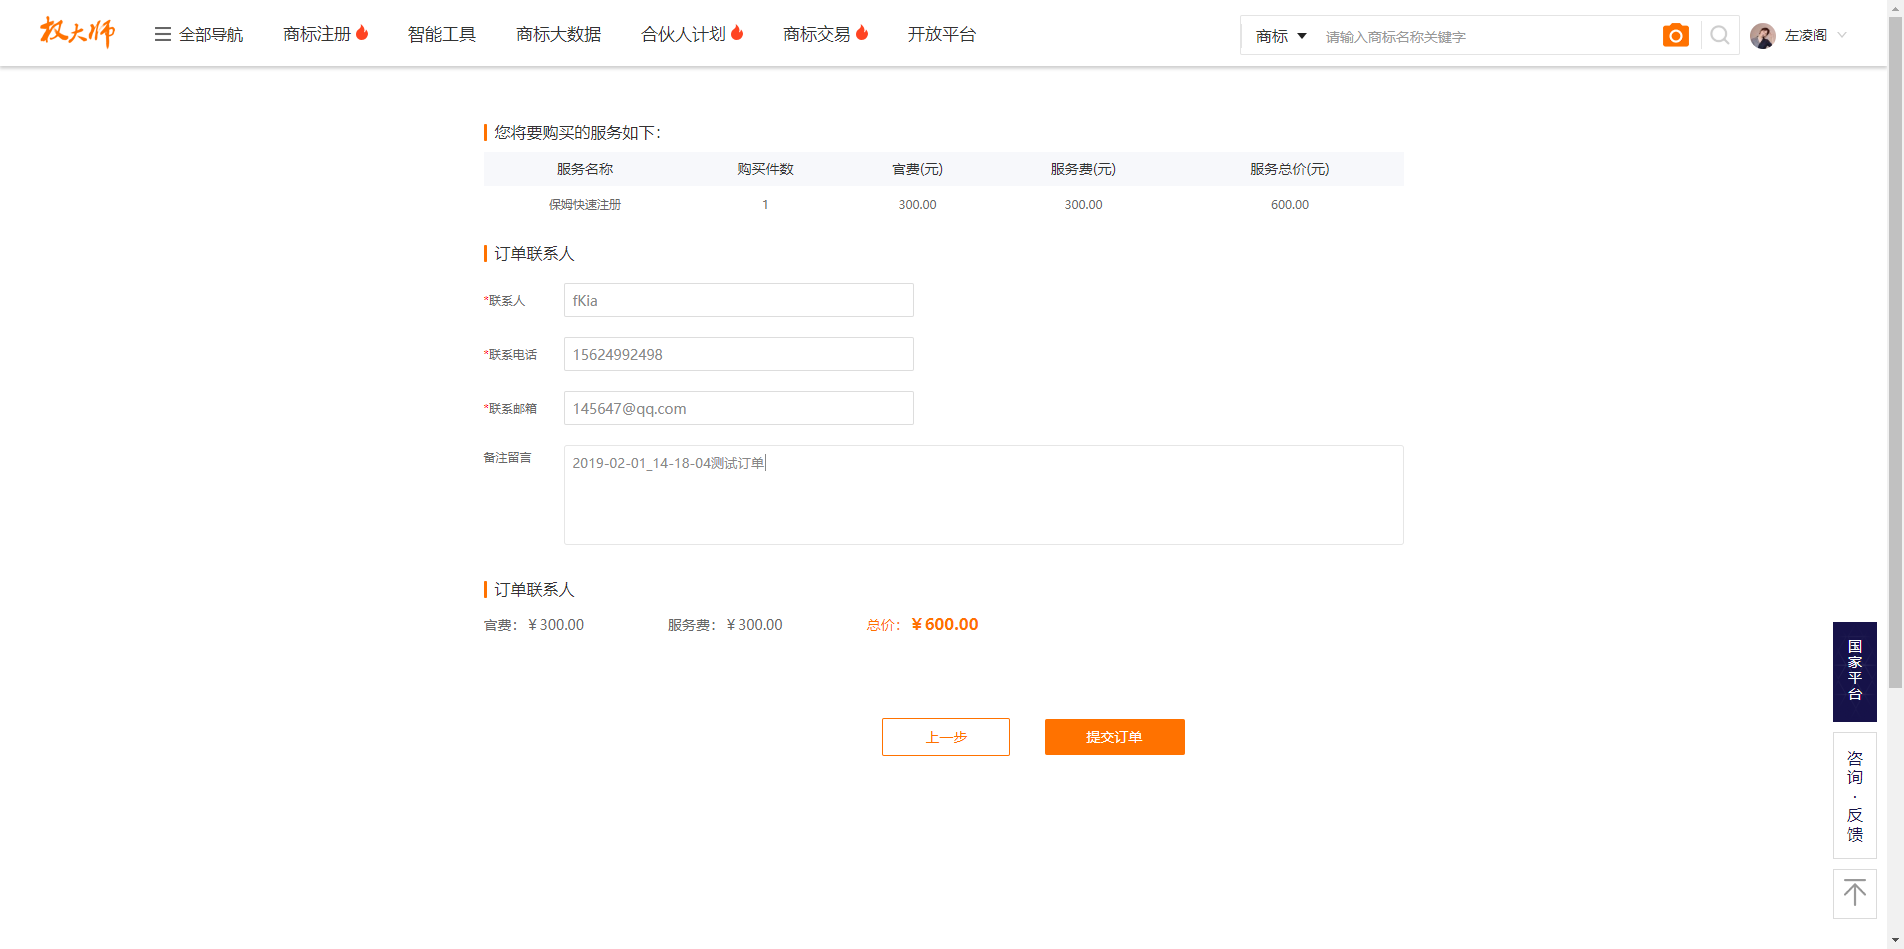 权大师 全部导航 商标注册 智能工具 商标大数据 合伙人计划 商标交易 开放平台 商标 请输入商标名称关键字 左凌阁
您将要购买的服务如下:
服务名称 购买件数 官费(元) 服务费(元) 服务总价(元)
保姆快速注册 1 300.00 300.00 600.00
订单联系人
*联系人 fKia
*联系电话 15624992498
*联系邮箱 145647@qq.com
备注留言 2019-02-01_14-18-04测试订单
订单联系人
官费: ¥300.00 服务费: ¥300.00 总价: ¥600.00
上一步 提交订单
国家平台
咨询·反馈